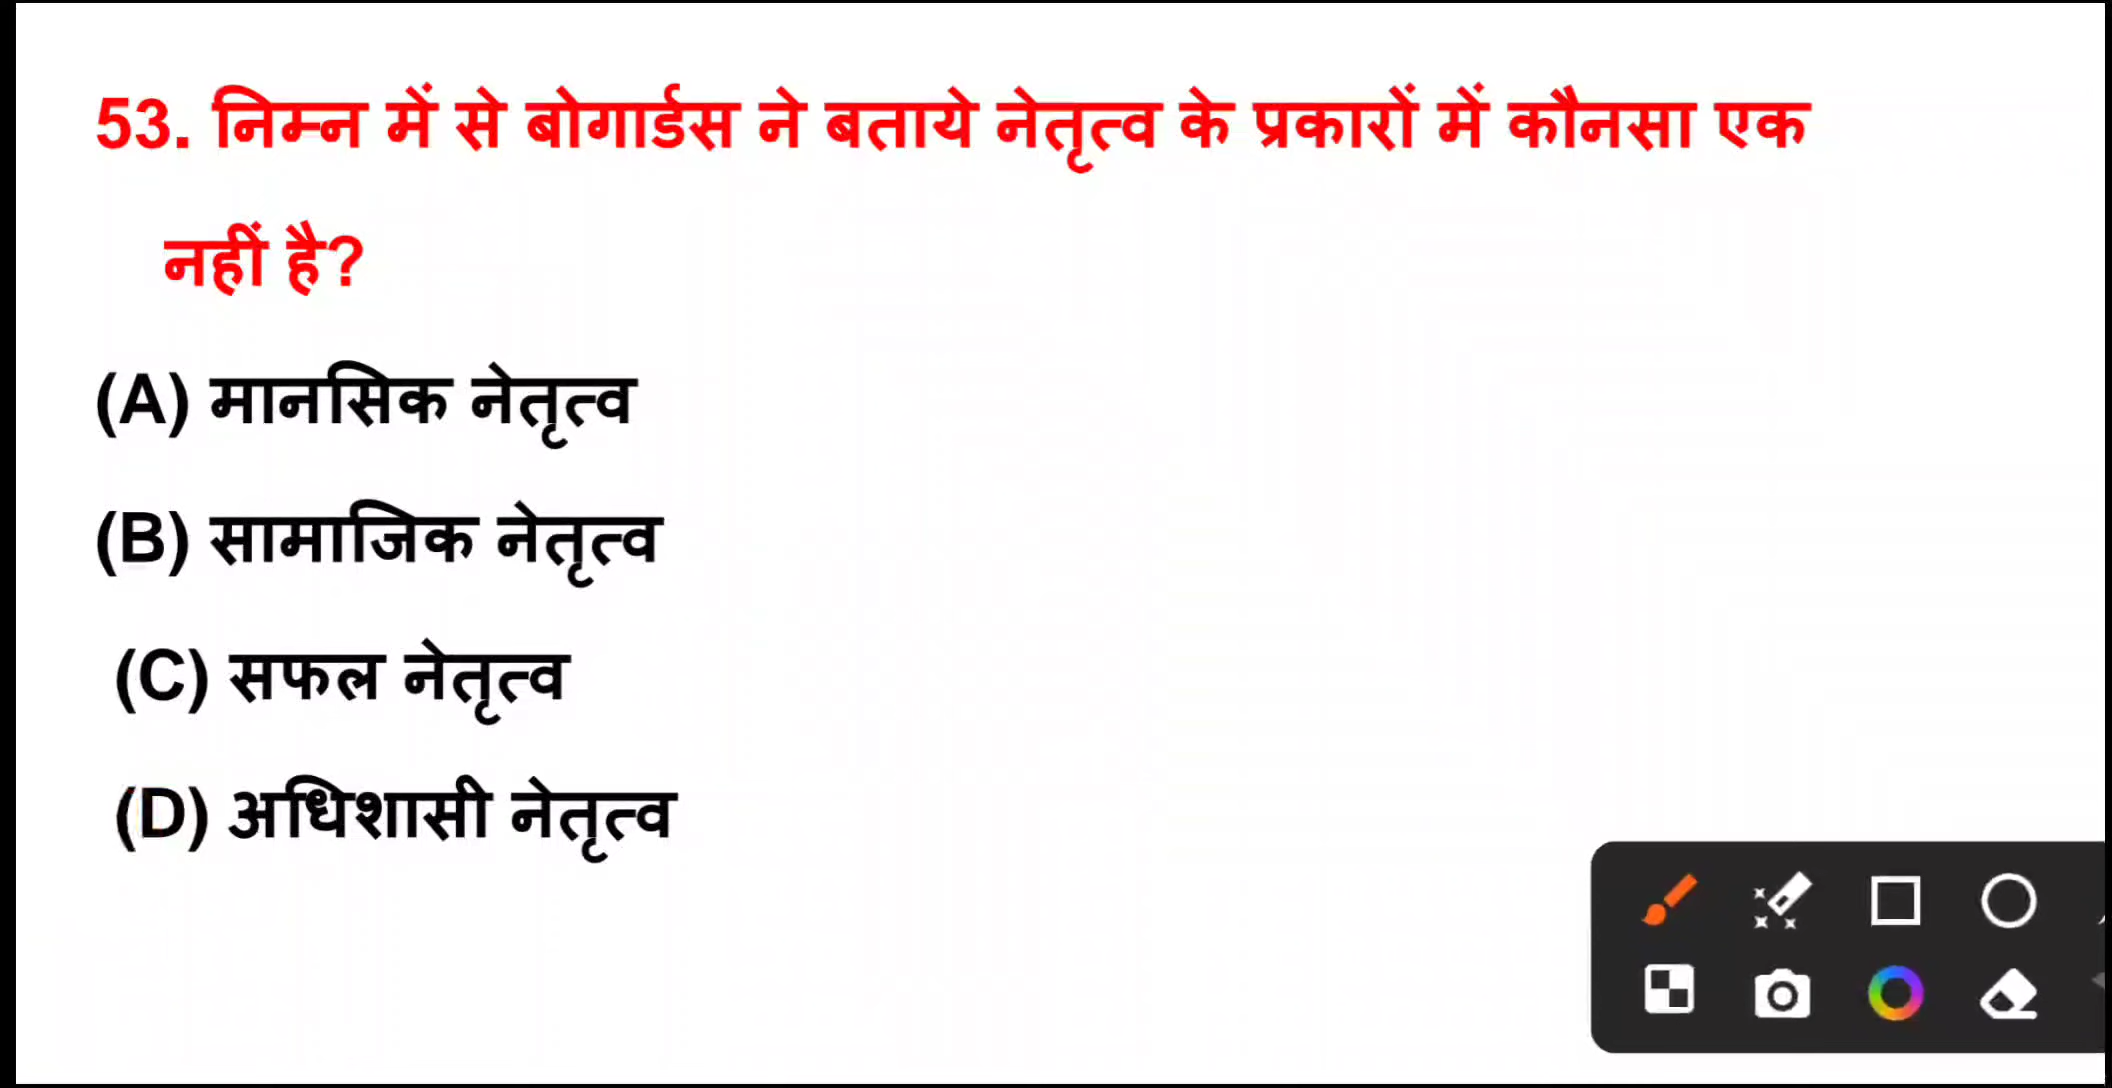 53. निम्न में से बोगार्डस ने बताये नेतृत्व के प्रकारों में कौनसा एक
नहीं है?
(A) मानसिक नेतृत्व
(B) सामाजिक नेतृत्व
(C) सफल नेतृत्व
(D) अधिशासी नेतृत्व